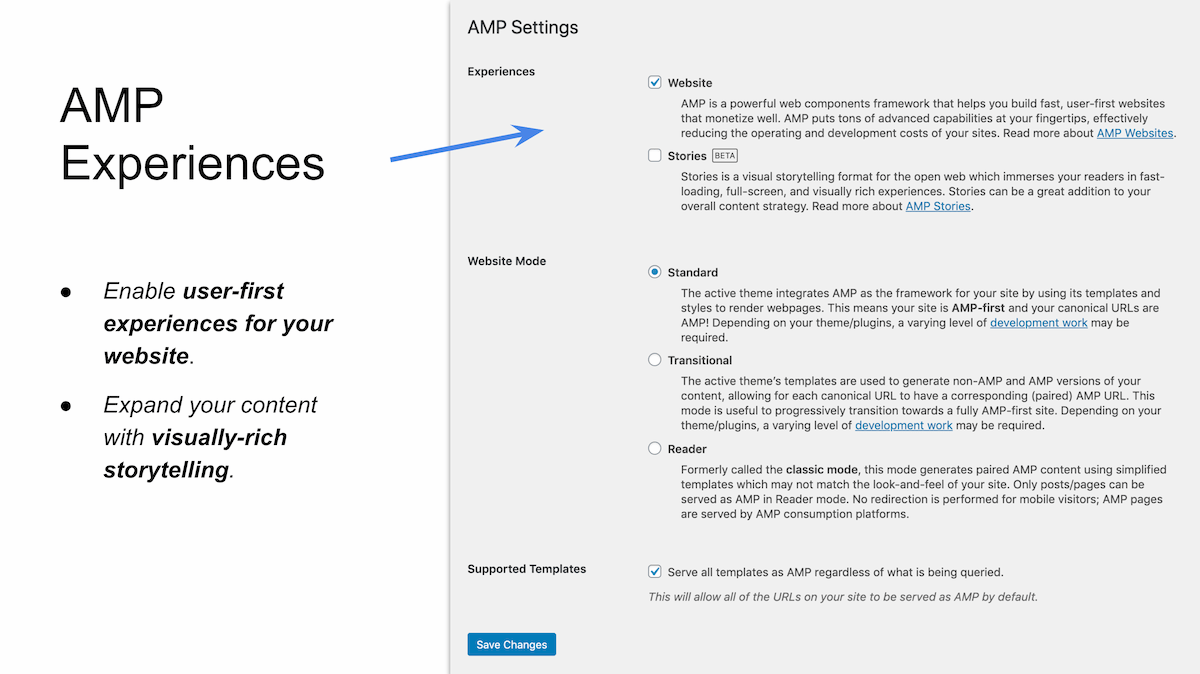 AMP
Experiences
● Enable user-first
experiences for your
website.
● Expand your content
with visually-rich
storytelling.
AMP Settings
Experiences
Website
AMP is a powerful web components framework that helps you build fast, user-first websites
that monetize well. AMP puts tons of advanced capabilities at your fingertips, effectively
reducing the operating and development costs of your sites. Read more about AMP Websites.
Stories BETA
Stories is a visual storytelling format for the open web which immerses your readers in fast-
loading, full-screen, and visually rich experiences. Stories can be a great addition to your
overall content strategy. Read more about AMP Stories.
Website Mode
Standard
The active theme integrates AMP as the framework for your site by using its templates and
styles to render webpages. This means your site is AMP-first and your canonical URLs are
AMP! Depending on your theme/plugins, a varying level of development work may be
required.
Transitional
The active theme's templates are used to generate non-AMP and AMP versions of your
content, allowing for each canonical URL to have a corresponding (paired) AMP URL. This
mode is useful to progressively transition towards a fully AMP-first site. Depending on your
theme/plugins, a varying level of development work may be required.
Reader
Formerly called the classic mode, this mode generates paired AMP content using simplified
templates which may not match the look-and-feel of your site. Only posts/pages can be
served as AMP in Reader mode. No redirection is performed for mobile visitors; AMP pages
are served by AMP consumption platforms.
Supported Templates
Serve all templates as AMP regardless of what is being queried.
This will allow all of the URLs on your site to be served as AMP by default.
Save Changes